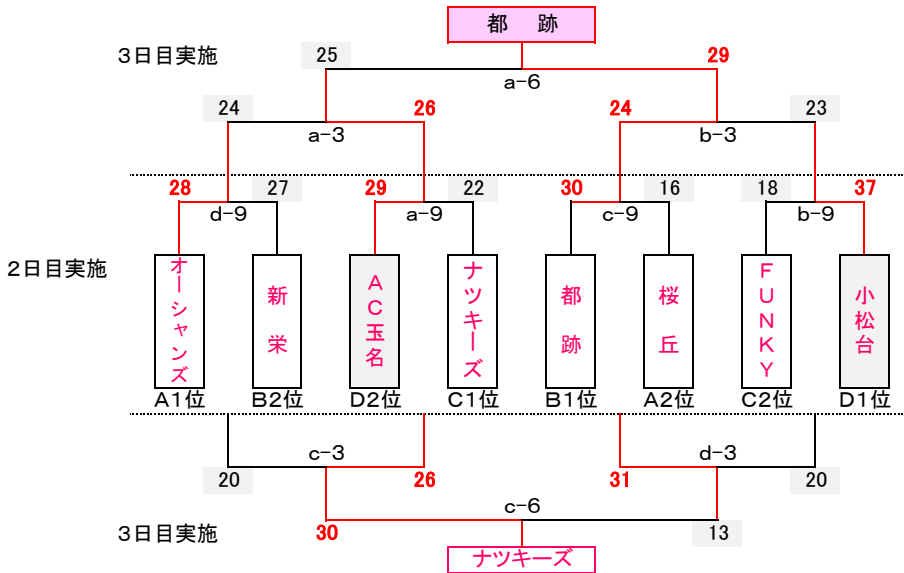 都 跡
3日目実施
25
29
a-6
24
26
24
23
a-3
b-3
28
27
29
22
30
16
18
37
d-9
a-9
c-9
b-9
2日目実施
オーシャンズ
新栄
AC玉名
ナツキーズ
都跡
桜丘
FUNKY
小松台
A1位
B2位
D2位
C1位
B1位
A2位
C2位
D1位
c-3
d-3
20
26
31
20
c-6
3日目実施
30
13
ナツキーズ